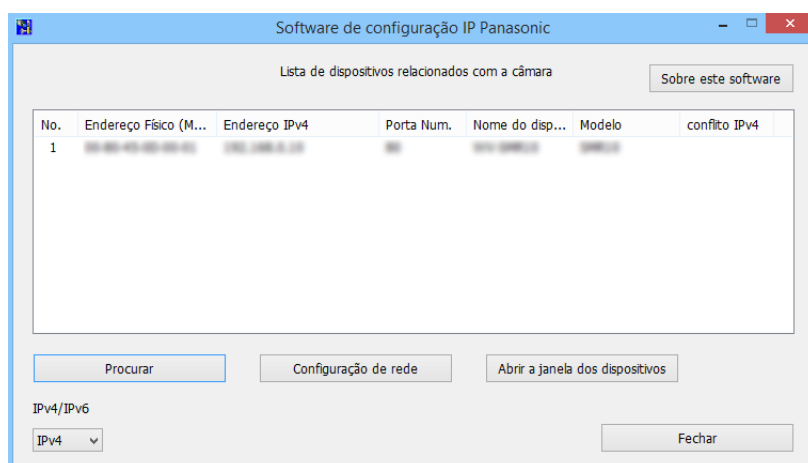 Software de configuração IP Panasonic
Lista de dispositivos relacionados com a câmara
Sobre este software
No. Endereço Físico (M... Endereço IPv4 Porta Num. Nome do disp... Modelo conflito IPv4
1
Procurar Configuração de rede Abrir a janela dos dispositivos
IPv4/IPv6
IPv4
Fechar